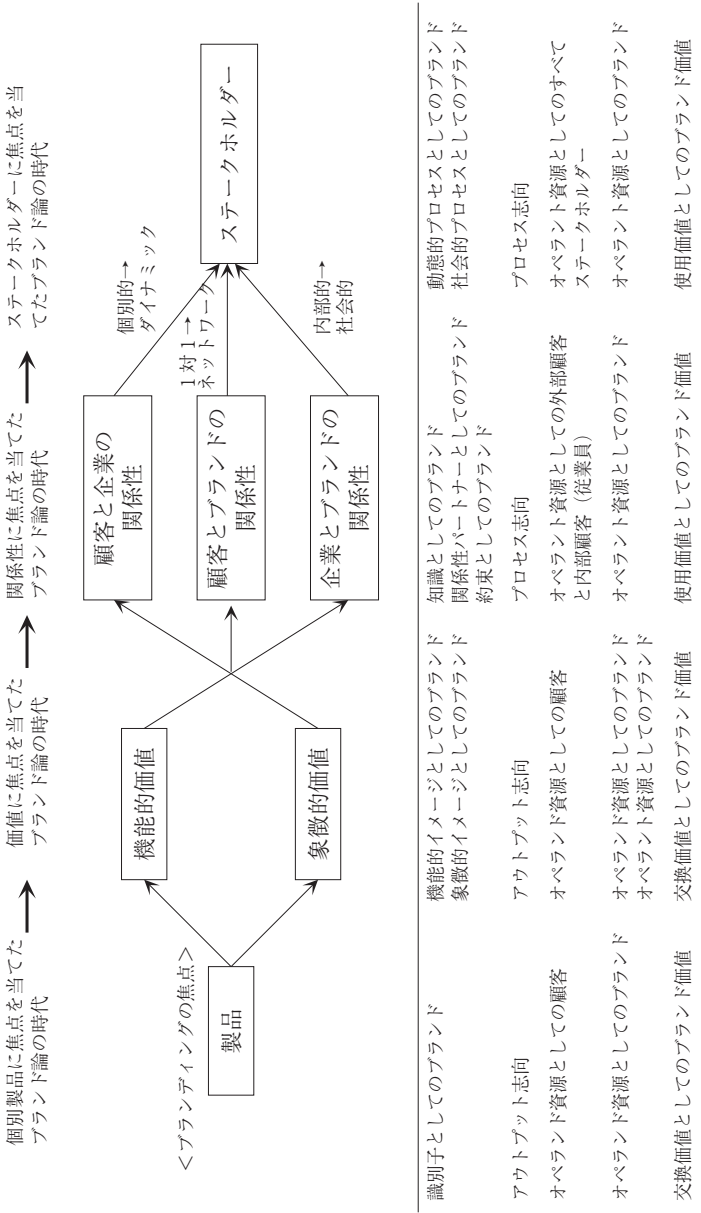 個別製品に焦点を当てた
ブランド論の時代
価値に焦点を当てた
ブランド論の時代
関係性に焦点を当てた
ブランド論の時代
ステークホルダーに焦点を当
てたブランド論の時代
＜ブランディングの焦点＞
製品
機能的価値
象徴的価値
顧客と企業の
関係性
顧客とブランドの
関係性
企業とブランドの
関係性
個別的→
ダイナミック
1対1→
ネットワーク
内部的→
社会的
ステークホルダー
識別子としてのブランド
機能的イメージとしてのブランド
象徴的イメージとしてのブランド
知識としてのブランド
関係性パートナーとしてのブランド
約束としてのブランド
動態的プロセスとしてのブランド
社会的プロセスとしてのブランド
アウトプット志向
アウトプット志向
プロセス志向
プロセス志向
オペランド資源としての顧客
オペランド資源としての顧客
オペラント資源としての外部顧客
と内部顧客（従業員）
オペラント資源としてのすべて
ステークホルダー
オペランド資源としてのブランド
オペランド資源としてのブランド
オペラント資源としてのブランド
オペラント資源としてのブランド
オペラント資源としてのブランド
交換価値としてのブランド価値
交換価値としてのブランド価値
使用価値としてのブランド価値
使用価値としてのブランド価値